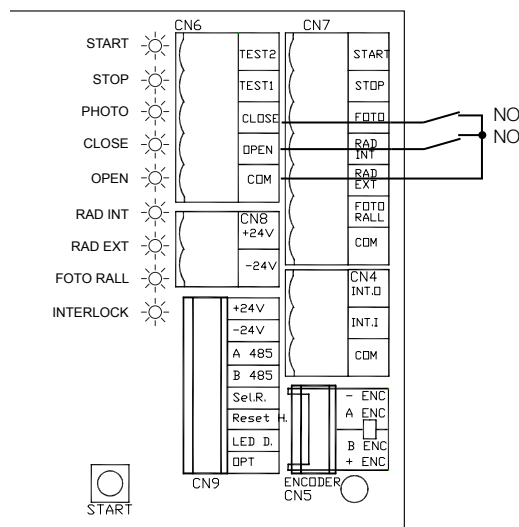 START
STOP
PHOTO
CLOSE
OPEN
RAD INT
RAD EXT
FOTO RALL
INTERLOCK
CN6
TEST2
TEST1
CLOSE
OPEN
COM
CN7
START
STOP
FOTO
RAD
INT
RAD
EXT
FOTO
RALL
COM
NO
NO
CN8
+24V
-24V
CN4
INT.O
INT.I
COM
+24V
-24V
A 485
B 485
Sel.R.
Reset H.
LED D.
OPT
CN9
- ENC
A ENC
B ENC
+ ENC
ENCODER
CN5
START